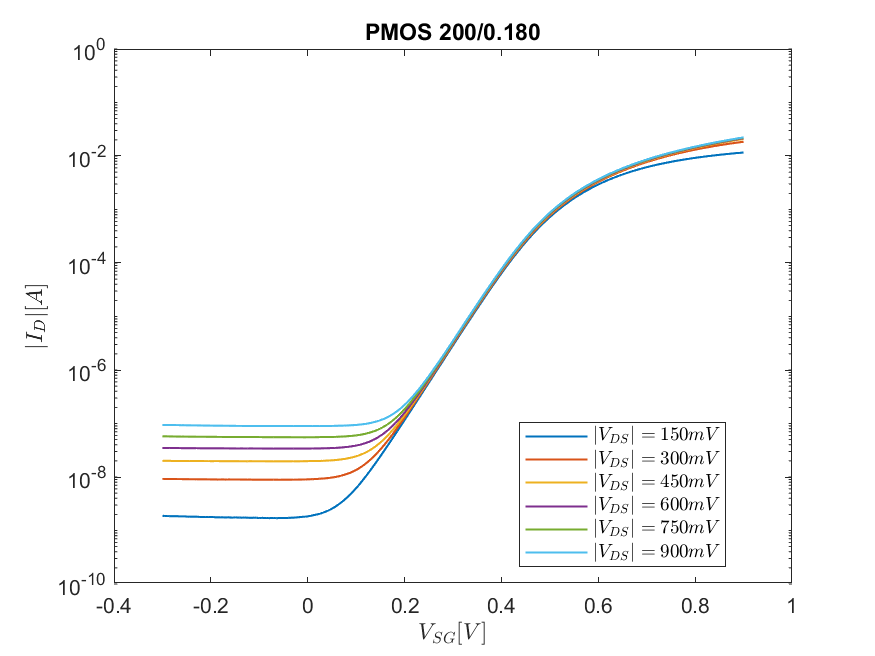 PMOS 200/0.180
10^0
10^-2
10^-4
10^-6
10^-8
10^-10
|I_D|[A]
-0.4 -0.2 0 0.2 0.4 0.6 0.8 1
V_SG[V]
|V_DS| = 150mV
|V_DS| = 300mV
|V_DS| = 450mV
|V_DS| = 600mV
|V_DS| = 750mV
|V_DS| = 900mV